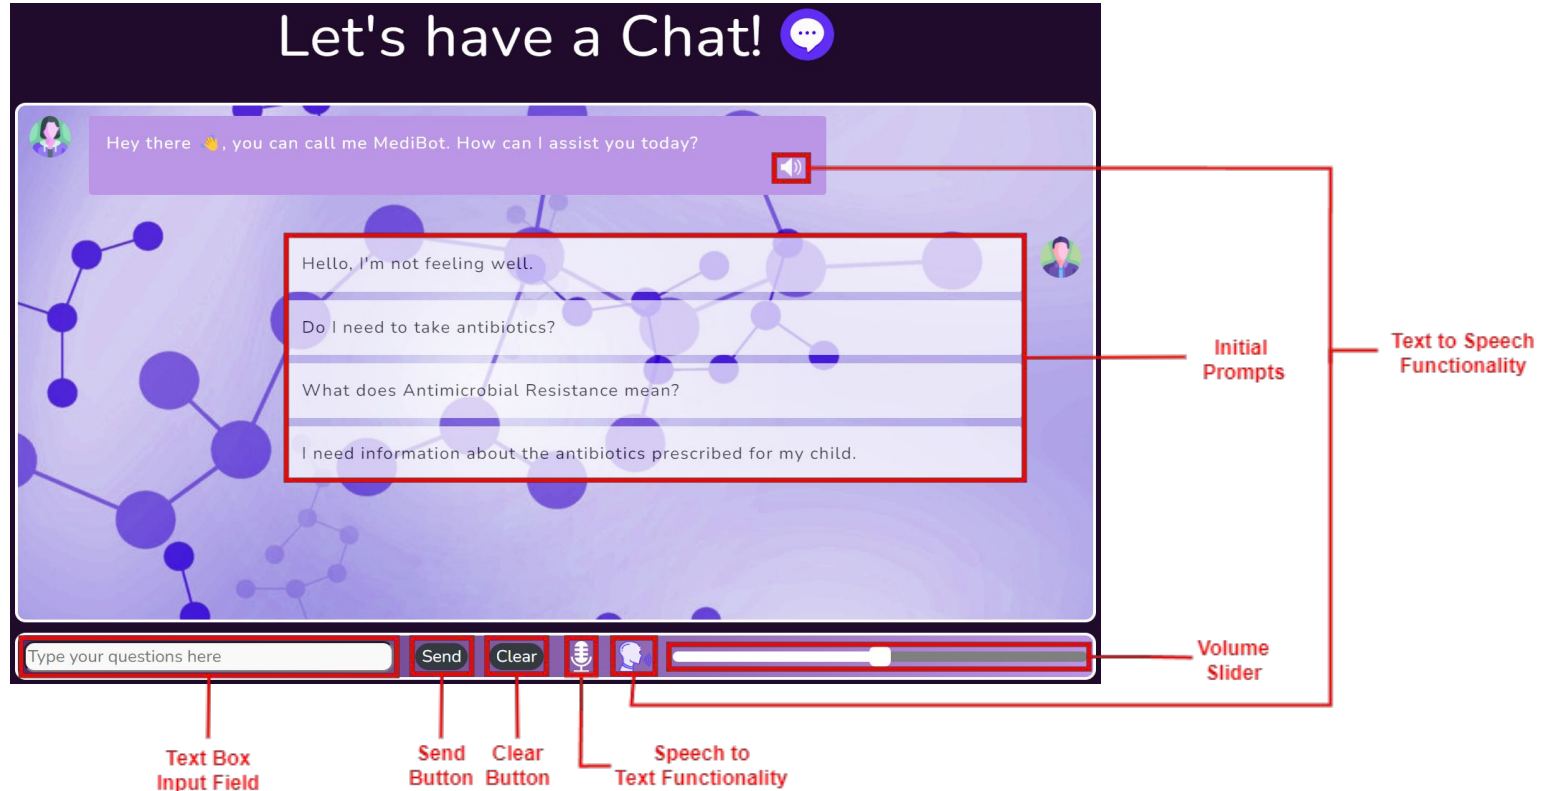 Let's have a Chat!
Hey there 👋, you can call me MediBot. How can I assist you today?
Hello, I'm not feeling well.
Do I need to take antibiotics?
What does Antimicrobial Resistance mean?
I need information about the antibiotics prescribed for my child.
Initial
Prompts
Text to Speech
Functionality
Type your questions here
Send
Clear
Volume
Slider
Text Box
Input Field
Send
Button
Clear
Button
Speech to
Text Functionality